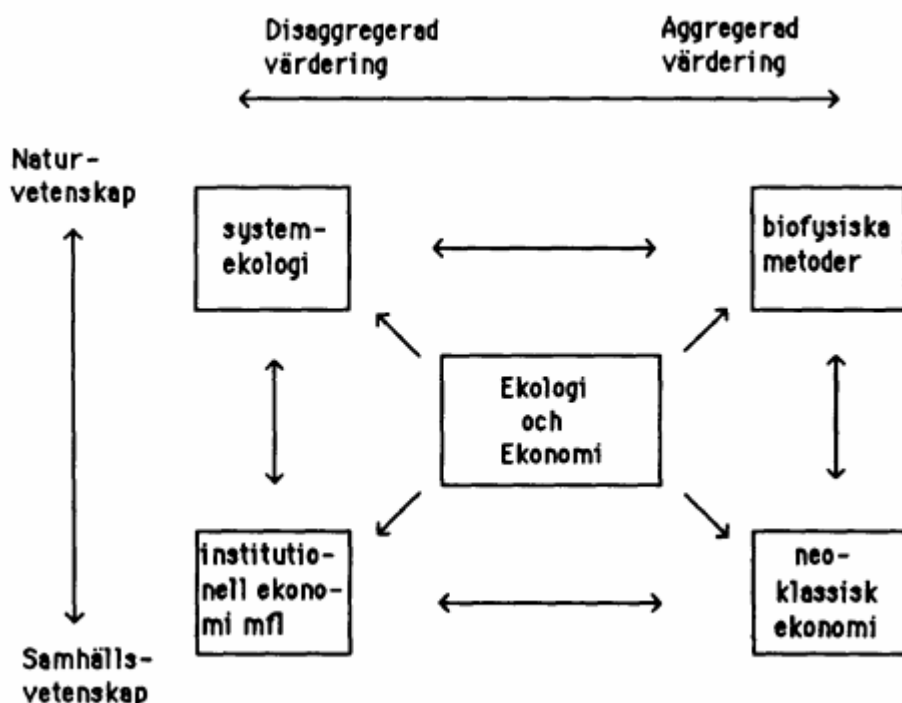 Disaggregerad
värdering
Aggregerad
värdering
Natur-
vetenskap
system-
ekologi
biofysiska
metoder
Ekologi
och
Ekonomi
institutio-
nell ekono-
mi mfl
neo-
klassisk
ekonomi
Samhälls-
vetenskap